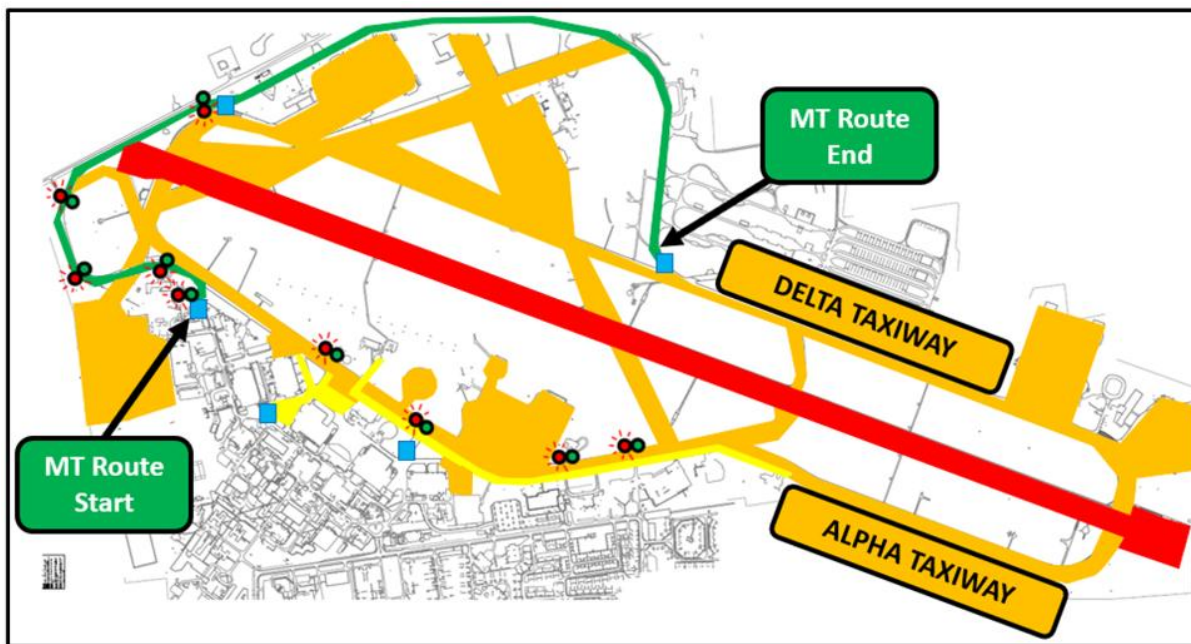 MT Route
End
DELTA TAXIWAY
MT Route
Start
ALPHA TAXIWAY